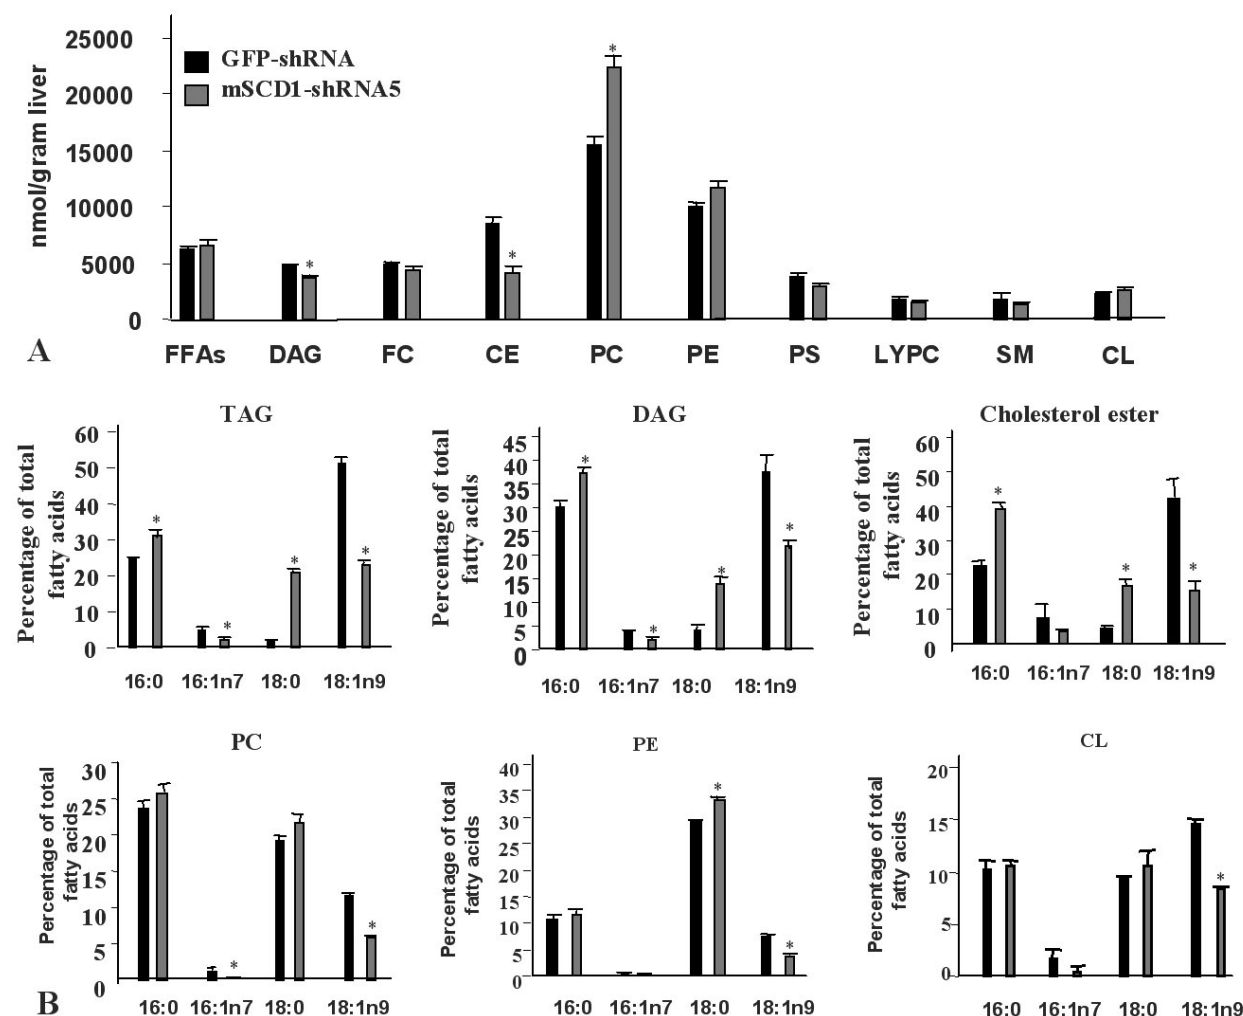 25000
20000
15000
10000
5000
0
nmol/gram liver
GFP-shRNA
mSCD1-shRNA5
*
*
*
FFAs DAG FC CE PC PE PS LYPC SM CL
A
TAG
Percentage of total
fatty acids
60
50
40
30
20
10
0
* * * *
16:0 16:1n7 18:0 18:1n9
DAG
Percentage of total
fatty acids
45
40
35
30
25
20
15
10
5
0
* * * *
16:0 16:1n7 18:0 18:1n9
Cholesterol ester
Percentage of total
fatty acids
60
50
40
30
20
10
0
* * *
16:0 16:1n7 18:0 18:1n9
PC
Percentage of total
fatty acids
30
25
20
15
10
5
0
* *
16:0 16:1n7 18:0 18:1n9
B
PE
Percentage of total
fatty acids
40
35
30
25
20
15
10
5
0
* *
16:0 16:1n7 18:0 18:1n9
CL
Percentage of total
fatty acids
20
15
10
5
0
*
16:0 16:1n7 18:0 18:1n9